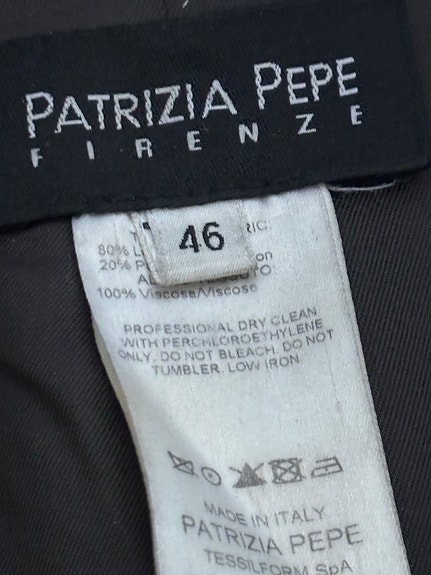 PATRIZIA PEPE
FIRENZE
46
RIC
80% L
20% P
100% Viscosa/Viscose
PROFESSIONAL DRY CLEAN
WITH PERCHLOROETHYLENE
ONLY. DO NOT BLEACH. DO NOT
TUMBLER. LOW IRON
MADE IN ITALY
PATRIZIA PEPE
TESSILFORM SpA